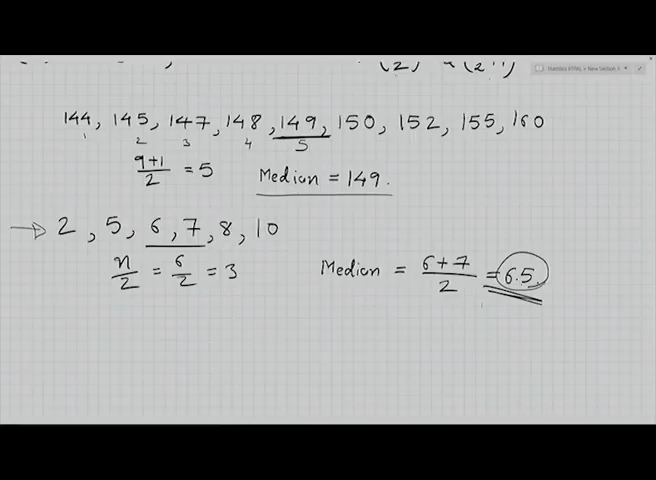 144, 145, 147, 148, 149, 150, 152, 155, 160
1 2 3 4 5
9+1/2 = 5 Median = 149.
→ 2, 5, 6, 7, 8, 10
n/2 = 6/2 = 3 Median = 6+7/2 = 6.5